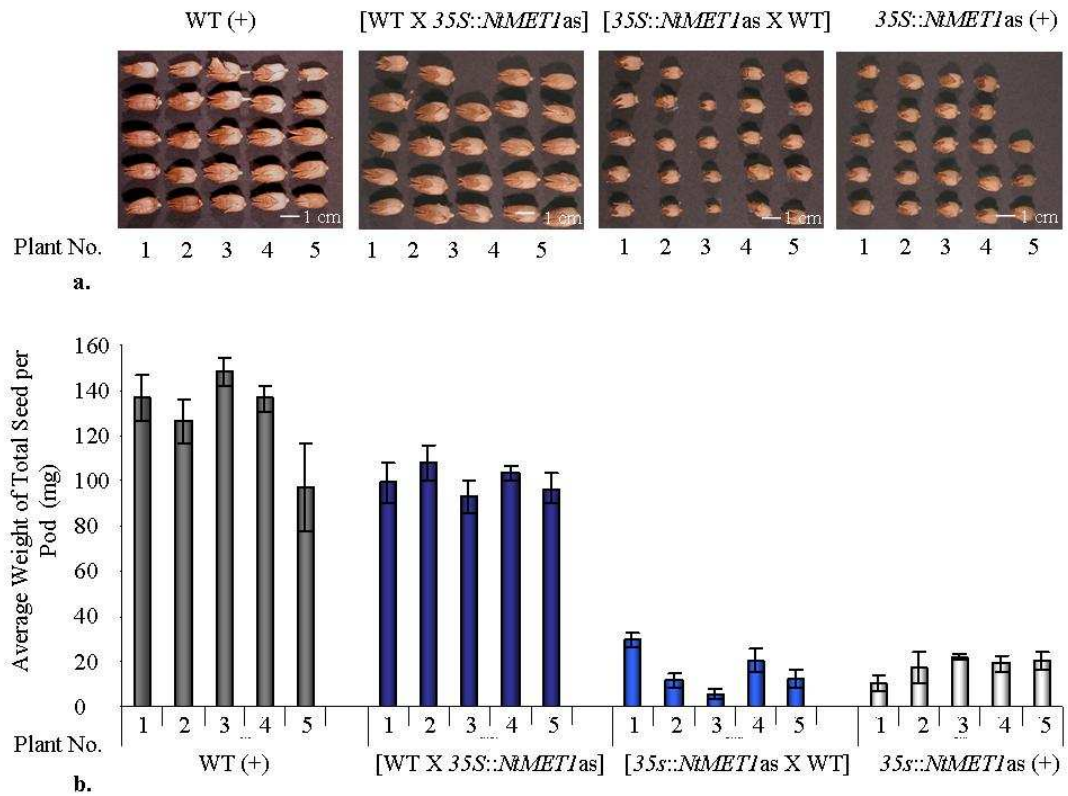 WT (+) [WT X 35S::NtMET1as] [35S::NtMET1as X WT] 35S::NtMET1as (+)
1 cm 1 cm 1 cm 1 cm
Plant No. 1 2 3 4 5 1 2 3 4 5 1 2 3 4 5 1 2 3 4 5
a.
Average Weight of Total Seed per
Pod (mg)
160
140
120
100
80
60
40
20
0
Plant No. 1 2 3 4 5 1 2 3 4 5 1 2 3 4 5 1 2 3 4 5
WT (+) [WT X 35S::NtMET1as] [35s::NtMET1as X WT] 35s::NtMET1as (+)
b.